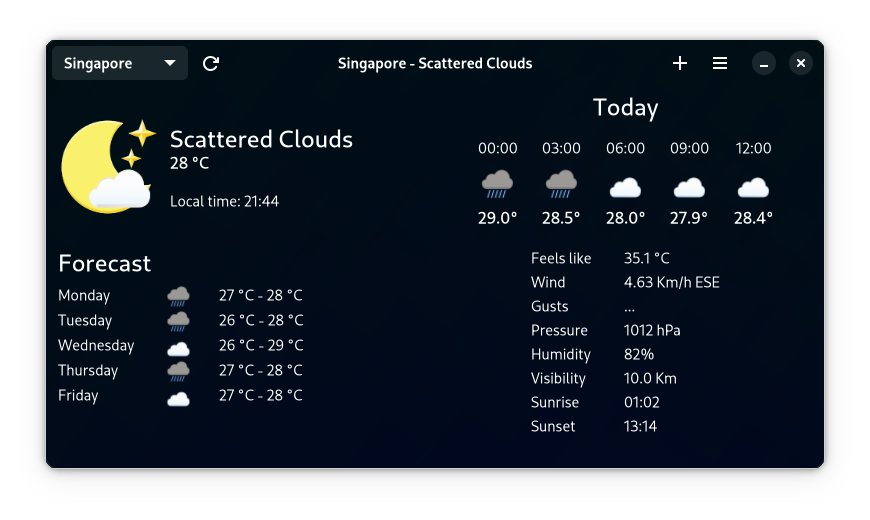 Singapore
Singapore - Scattered Clouds
Scattered Clouds
28 °C
Local time: 21:44
Today
00:00 03:00 06:00 09:00 12:00
29.0° 28.5° 28.0° 27.9° 28.4°
Forecast
Monday 27 °C - 28 °C
Tuesday 26 °C - 28 °C
Wednesday 26 °C - 29 °C
Thursday 27 °C - 28 °C
Friday 27 °C - 28 °C
Feels like 35.1 °C
Wind 4.63 Km/h ESE
Gusts ...
Pressure 1012 hPa
Humidity 82%
Visibility 10.0 Km
Sunrise 01:02
Sunset 13:14